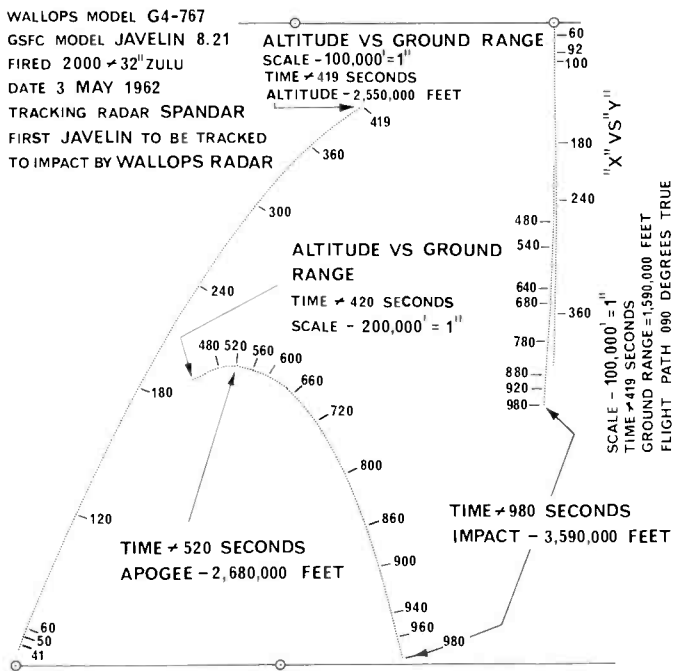 WALLOPS MODEL G4-767
GSFC MODEL JAVELIN 8.21
FIRED 2000 ≠ 32" ZULU
DATE 3 MAY 1962
TRACKING RADAR SPANDAR
FIRST JAVELIN TO BE TRACKED
TO IMPACT BY WALLOPS RADAR
ALTITUDE VS GROUND RANGE
SCALE -100,000' = 1"
TIME ≠ 419 SECONDS
ALTITUDE - 2,550,000 FEET
419
360
300
240
180
120
60
50
41
ALTITUDE VS GROUND
RANGE
TIME ≠ 420 SECONDS
SCALE - 200,000' = 1"
480
520
560
600
660
720
800
860
900
940
960
980
TIME ≠ 520 SECONDS
APOGEE - 2,680,000 FEET
60
92
100
180
240
360
480
540
640
680
780
880
920
980
"X" VS "Y"
SCALE - 100,000' = 1"
TIME ≠ 419 SECONDS
GROUND RANGE = 1,590,000 FEET
FLIGHT PATH 090 DEGREES TRUE
TIME ≠ 980 SECONDS
IMPACT - 3,590,000 FEET